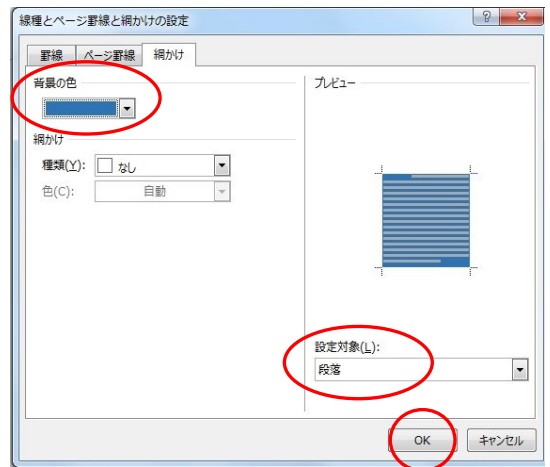 線種とページ罫線と網かけの設定
罫線 ページ罫線 網かけ
背景の色
網かけ
種類(Y): なし
色(C): 自動
プレビュー
設定対象(L):
段落
OK キャンセル